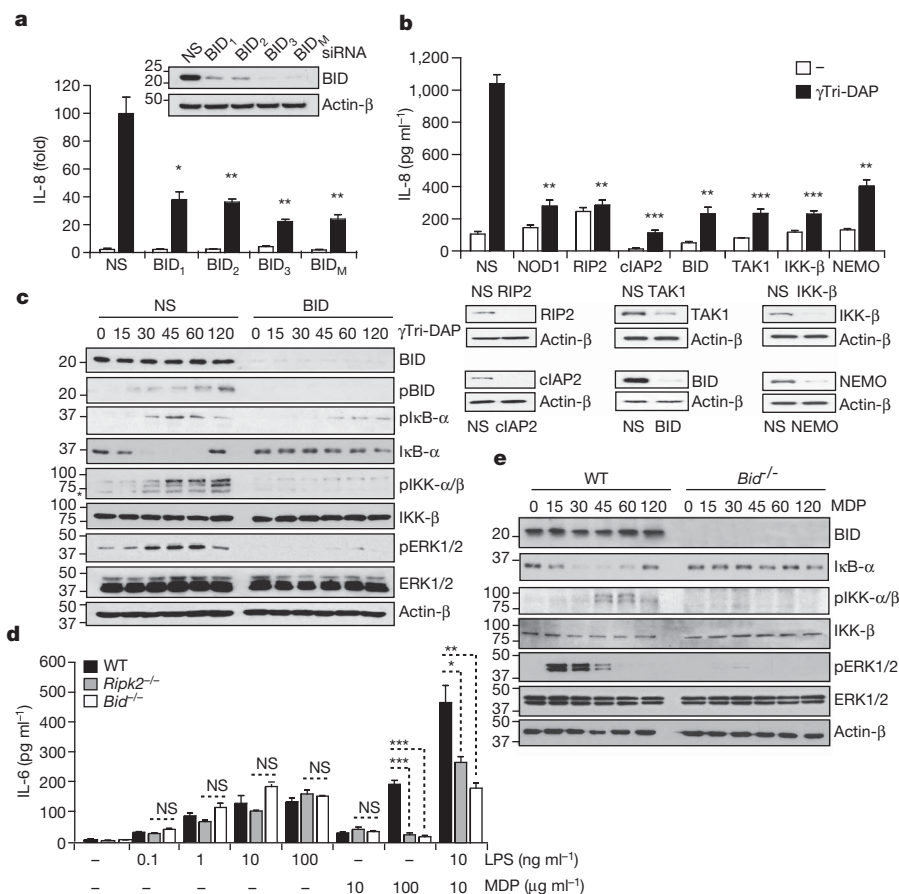 a
NS BID1 BID2 BID3 BIDM siRNA
25
20
BID
50
Actin-β
IL-8 (fold)
120
100
80
60
40
20
0
* ** ** **
NS BID1 BID2 BID3 BIDM
b
IL-8 (pg ml−1)
1,200
1,000
800
600
400
200
0
–
γTri-DAP
** ** *** ** *** *** **
NS NOD1 RIP2 cIAP2 BID TAK1 IKK-β NEMO
NS RIP2 NS TAK1 NS IKK-β
RIP2 TAK1 IKK-β
Actin-β Actin-β Actin-β
cIAP2 BID NEMO
Actin-β Actin-β Actin-β
NS cIAP2 NS BID NS NEMO
c
NS BID
0 15 30 45 60 120 0 15 30 45 60 120 γTri-DAP
20 BID
20 pBID
37 pIκB-α
37 IκB-α
100
75 pIKK-α/β
*
100
75 IKK-β
50
37 pERK1/2
50
37 ERK1/2
50
37 Actin-β
d
IL-6 (pg ml−1)
600
500
400
300
200
100
0
WT
Ripk2−/−
Bid−/−
NS NS NS NS NS
***
***
**
*
– 0.1 1 10 100 – – 10 LPS (ng ml−1)
– – – – – 10 100 10 MDP (μg ml−1)
e
WT Bid−/−
0 15 30 45 60 120 0 15 30 45 60 120 MDP
20 BID
37 IκB-α
100
75 pIKK-α/β
100
75 IKK-β
50
37 pERK1/2
50
37 ERK1/2
50
37 Actin-β